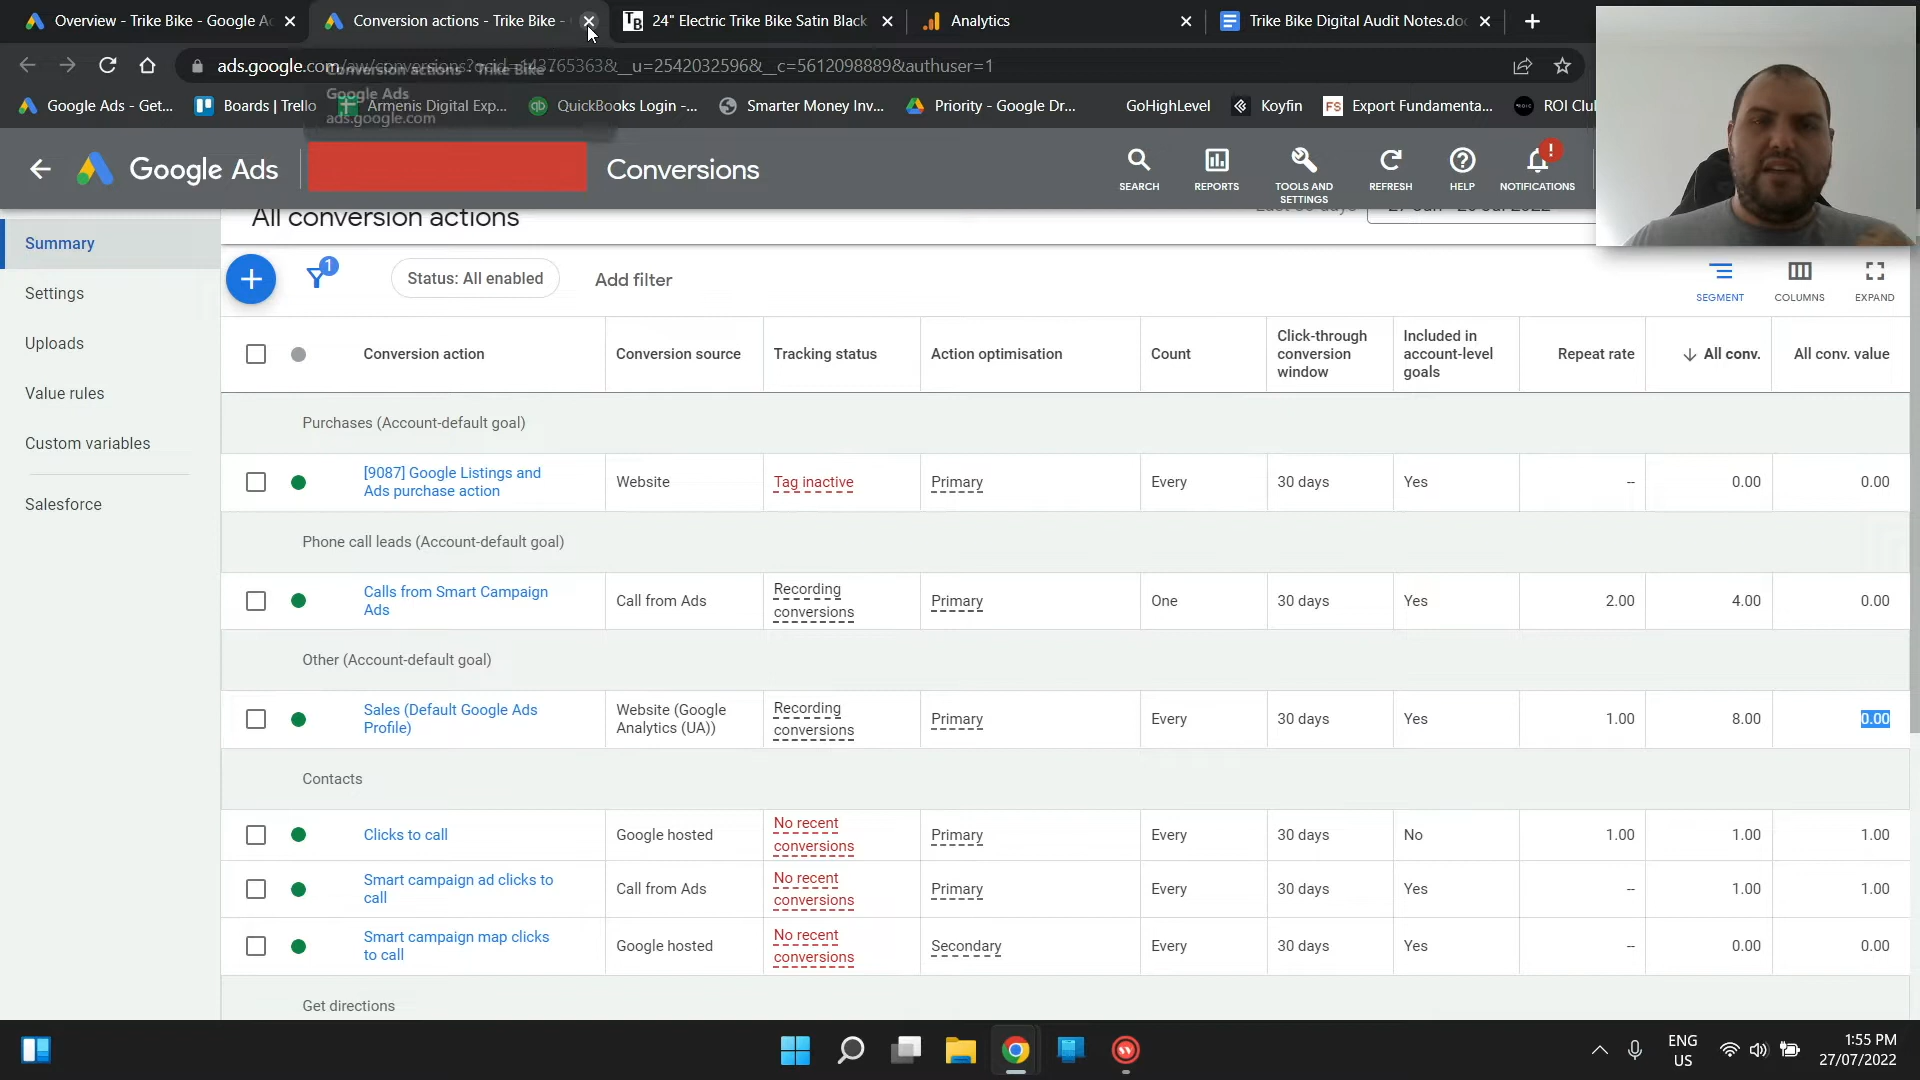 Overview - Trike Bike - Google Ad
Conversion actions - Trike Bike -
TB
24" Electric Trike Bike Satin Black
Analytics
Trike Bike Digital Audit Notes.do
Conversion actions - Trike Bike -
Google Ads
ads.google.com
Google Ads - Get...
Boards | Trello
Armenis Digital Exp...
QuickBooks Login -...
Smarter Money Inv...
Priority - Google Dr...
GoHighLevel
Koyfin
FS
Export Fundamenta...
ROI Clu
Google Ads
Conversions
SEARCH
REPORTS
TOOLS AND
SETTINGS
REFRESH
HELP
NOTIFICATIONS
All conversion actions
Summary
Settings
Uploads
Value rules
Custom variables
Salesforce
1
Status: All enabled
Add filter
SEGMENT
COLUMNS
EXPAND
Conversion action
Conversion source
Tracking status
Action optimisation
Count
Click-through
conversion
window
Included in
account-level
goals
Repeat rate
All conv.
All conv. value
Purchases (Account-default goal)
[9087] Google Listings and
Ads purchase action
Website
Tag inactive
Primary
Every
30 days
Yes
--
0.00
0.00
Phone call leads (Account-default goal)
Calls from Smart Campaign
Ads
Call from Ads
Recording
conversions
Primary
One
30 days
Yes
2.00
4.00
0.00
Other (Account-default goal)
Sales (Default Google Ads
Profile)
Website (Google
Analytics (UA))
Recording
conversions
Primary
Every
30 days
Yes
1.00
8.00
0.00
Contacts
Clicks to call
Google hosted
No recent
conversions
Primary
Every
30 days
No
1.00
1.00
1.00
Smart campaign ad clicks to
call
Call from Ads
No recent
conversions
Primary
Every
30 days
Yes
--
1.00
1.00
Smart campaign map clicks
to call
Google hosted
No recent
conversions
Secondary
Every
30 days
Yes
--
0.00
0.00
Get directions
ENG
US
1:55 PM
27/07/2022